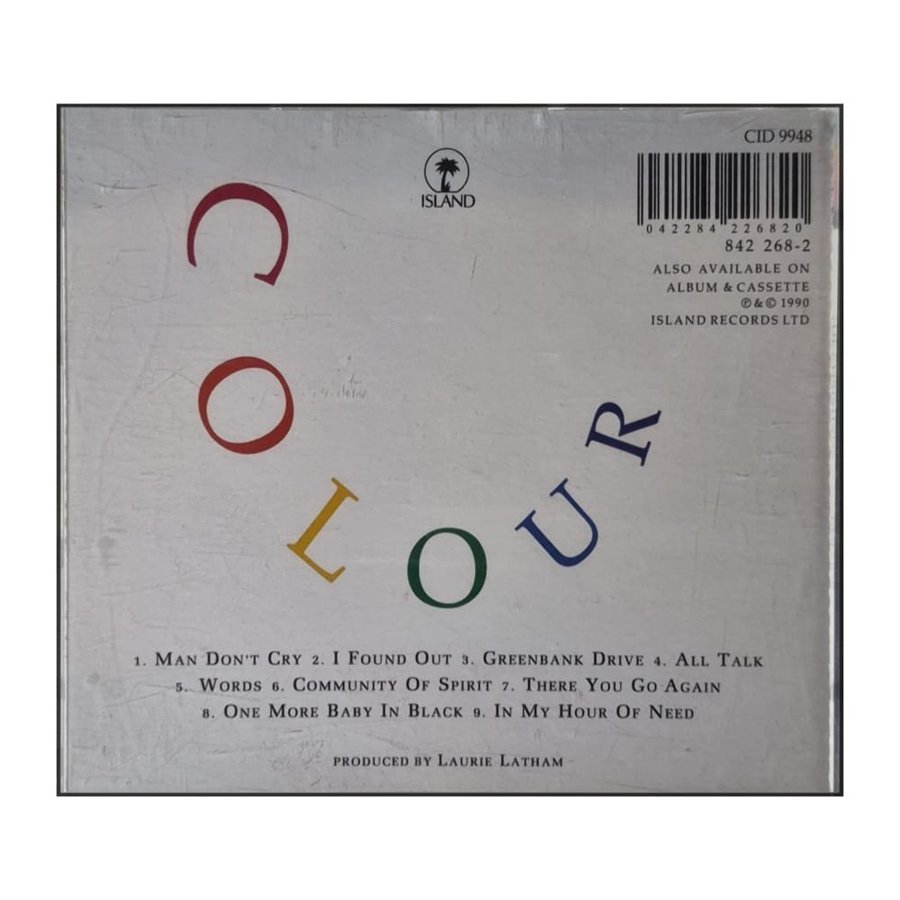 CID 9948
ISLAND
0 042284 226820
842 268-2
ALSO AVAILABLE ON
ALBUM & CASSETTE
℗ & © 1990
ISLAND RECORDS LTD
COLOUR
1. MAN DON'T CRY 2. I FOUND OUT 3. GREENBANK DRIVE 4. ALL TALK
5. WORDS 6. COMMUNITY OF SPIRIT 7. THERE YOU GO AGAIN
8. ONE MORE BABY IN BLACK 9. IN MY HOUR OF NEED
PRODUCED BY LAURIE LATHAM